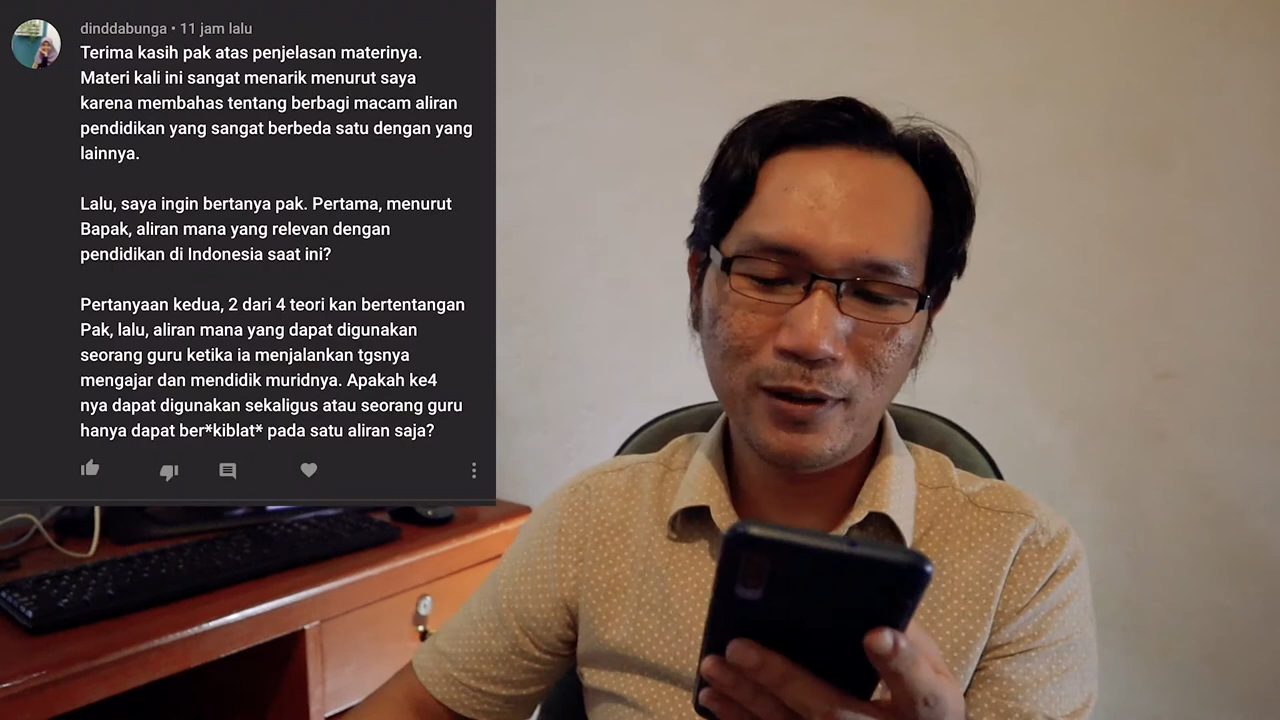 dinddabunga • 11 jam lalu
Terima kasih pak atas penjelasan materinya.
Materi kali ini sangat menarik menurut saya
karena membahas tentang berbagi macam aliran
pendidikan yang sangat berbeda satu dengan yang
lainnya.
Lalu, saya ingin bertanya pak. Pertama, menurut
Bapak, aliran mana yang relevan dengan
pendidikan di Indonesia saat ini?
Pertanyaan kedua, 2 dari 4 teori kan bertentangan
Pak, lalu, aliran mana yang dapat digunakan
seorang guru ketika ia menjalankan tgsnya
mengajar dan mendidik muridnya. Apakah ke4
nya dapat digunakan sekaligus atau seorang guru
hanya dapat ber*kiblat* pada satu aliran saja?